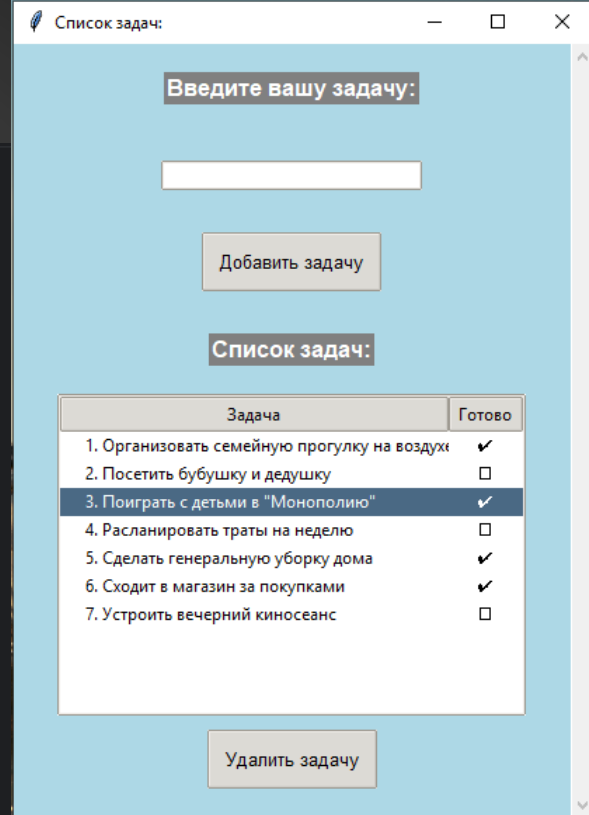 Список задач:
Введите вашу задачу:
Добавить задачу
Список задач:
Задача Готово
1. Организовать семейную прогулку на воздухе ✔
2. Посетить бубушку и дедушку ☐
3. Поиграть с детьми в "Монополию" ✔
4. Расланировать траты на неделю ☐
5. Сделать генеральную уборку дома ✔
6. Сходит в магазин за покупками ✔
7. Устроить вечерний киносеанс ☐
Удалить задачу